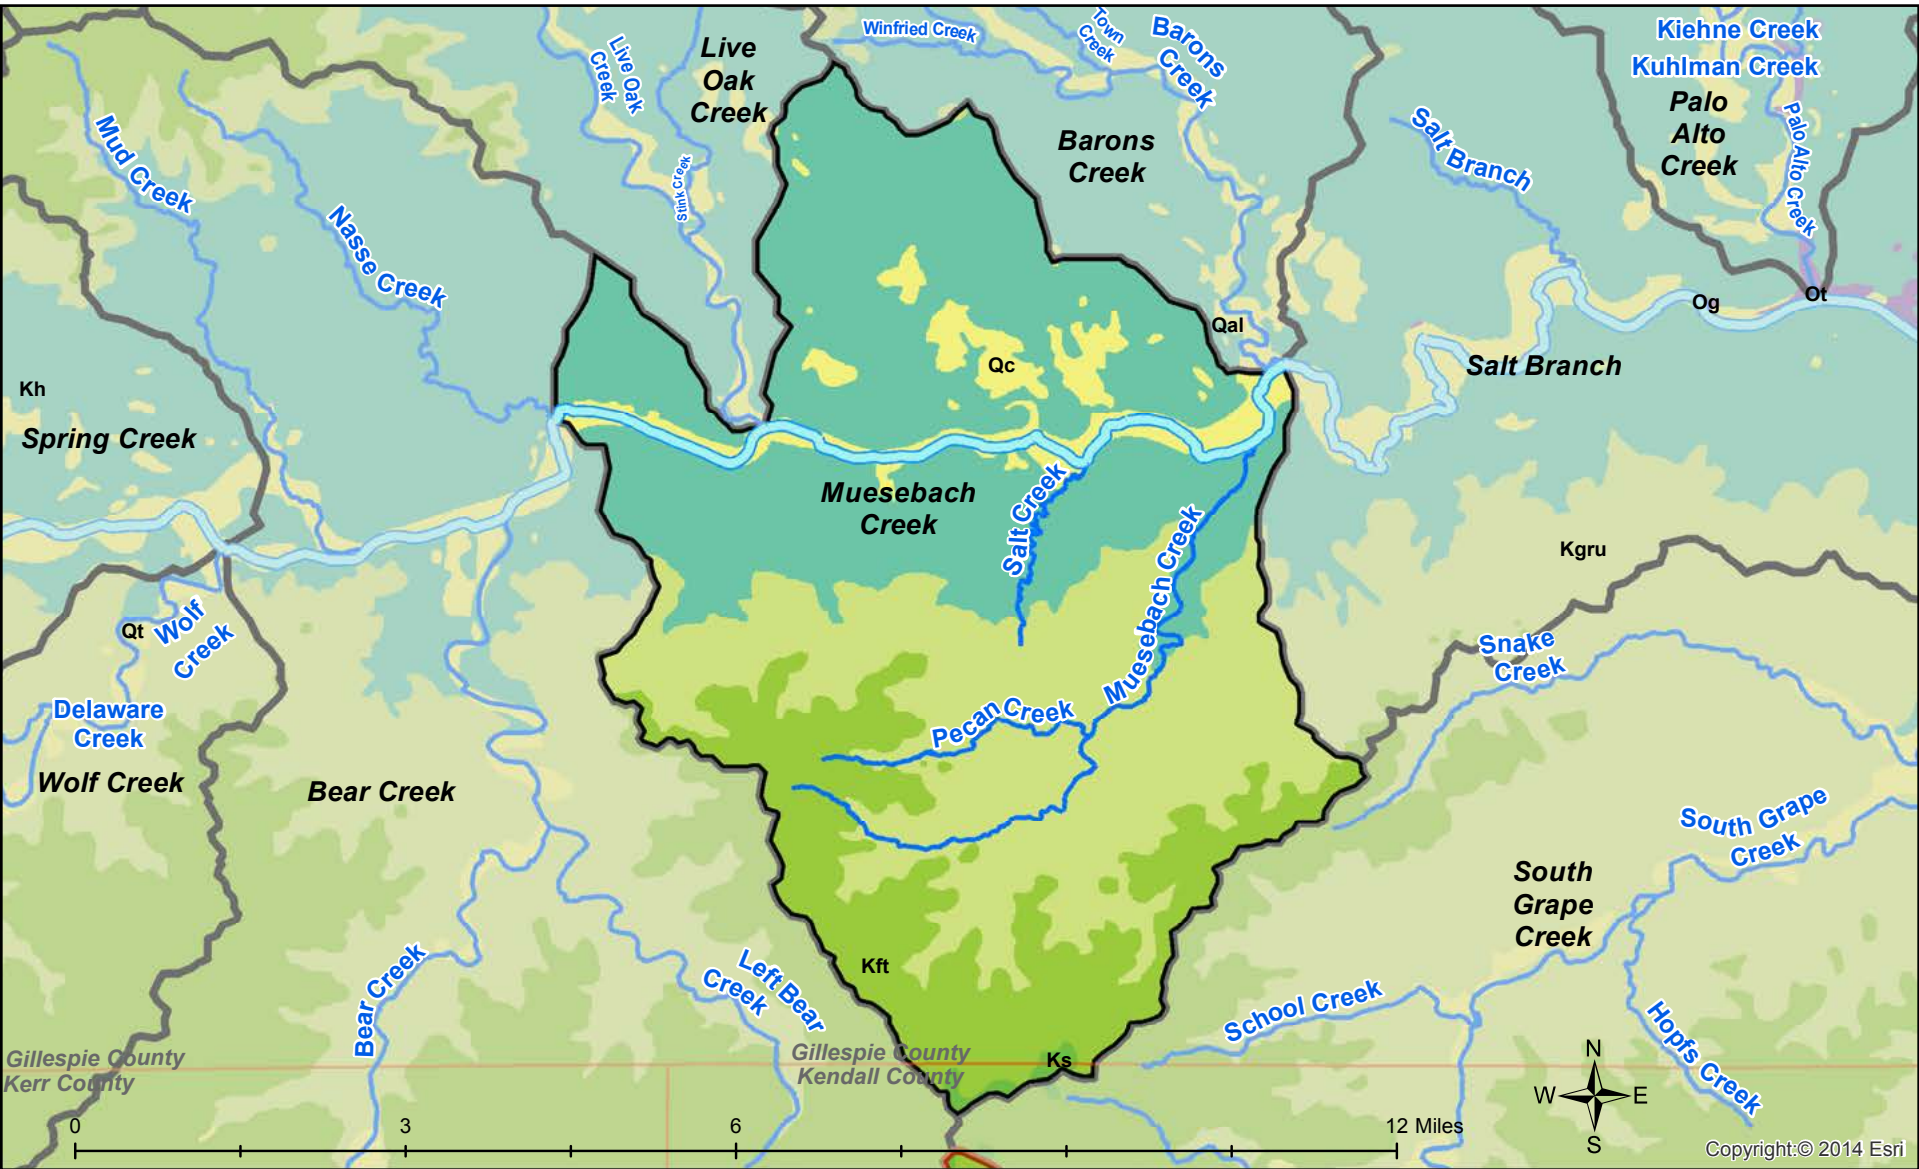 Winfried Creek
Town
Creek
Barons
Creek
Kiehne Creek
Kuhlman Creek
Palo
Alto
Creek
Palo Alto Creek
Live Oak
Creek
Live
Oak
Creek
Stink Creek
Barons
Creek
Salt Branch
Mud Creek
Nasse Creek
Og
Ot
Qal
Qc
Salt Branch
Kh
Spring Creek
Muesebach
Creek
Salt Creek
Muesebach Creek
Kgru
Qt
Wolf
Creek
Snake
Creek
Delaware
Creek
Pecan Creek
Wolf Creek
Bear Creek
South Grape
Creek
South
Grape
Creek
Kft
Bear Creek
Left Bear
Creek
School Creek
Hopfs Creek
Gillespie County
Kerr County
Gillespie County
Kendall County
Ks
N
W
E
S
0
3
6
12 Miles
Copyright:© 2014 Esri